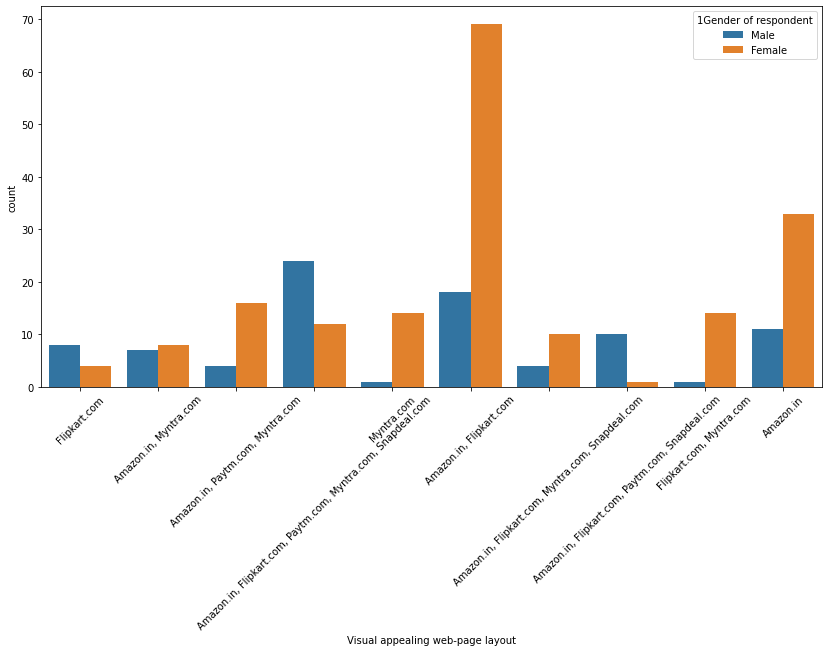 70
60
50
40
30
20
10
0
count
1Gender of respondent
Male
Female
Flipkart.com
Amazon.in, Myntra.com
Amazon.in, Paytm.com, Myntra.com
Amazon.in, Flipkart.com, Paytm.com, Myntra.com, Snapdeal.com
Myntra.com
Amazon.in, Flipkart.com
Amazon.in, Flipkart.com, Myntra.com, Snapdeal.com
Amazon.in, Flipkart.com, Paytm.com, Snapdeal.com
Flipkart.com, Myntra.com
Amazon.in
Visual appealing web-page layout